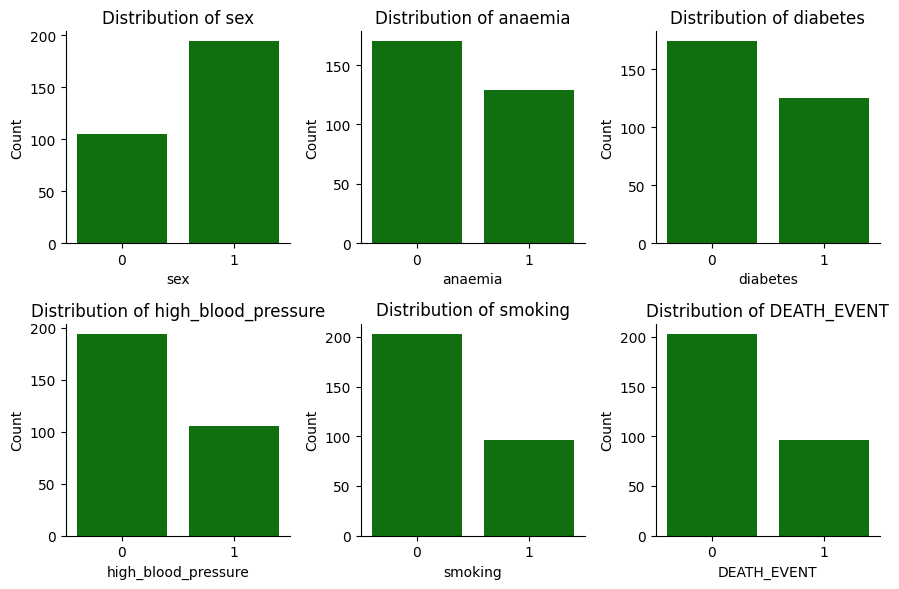 Distribution of sex
200
150
100
50
0
Count
0 1
sex
Distribution of anaemia
150
100
50
0
Count
0 1
anaemia
Distribution of diabetes
150
100
50
0
Count
0 1
diabetes
Distribution of high_blood_pressure
200
150
100
50
0
Count
0 1
high_blood_pressure
Distribution of smoking
200
150
100
50
0
Count
0 1
smoking
Distribution of DEATH_EVENT
200
150
100
50
0
Count
0 1
DEATH_EVENT